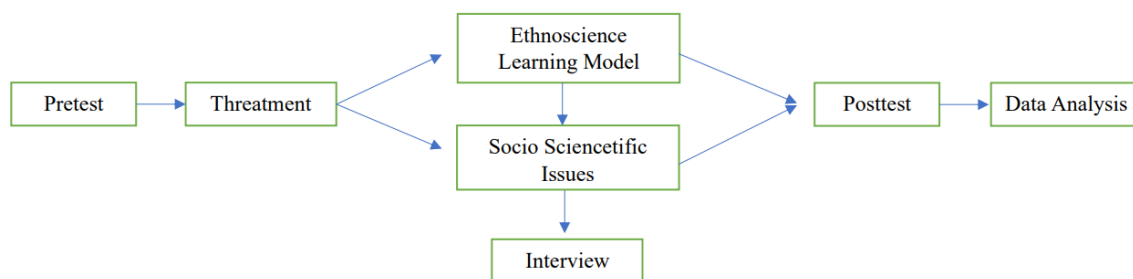 Pretest
Threatment
Ethnoscience
Learning Model
Socio Sciencetific
Issues
Interview
Posttest
Data Analysis